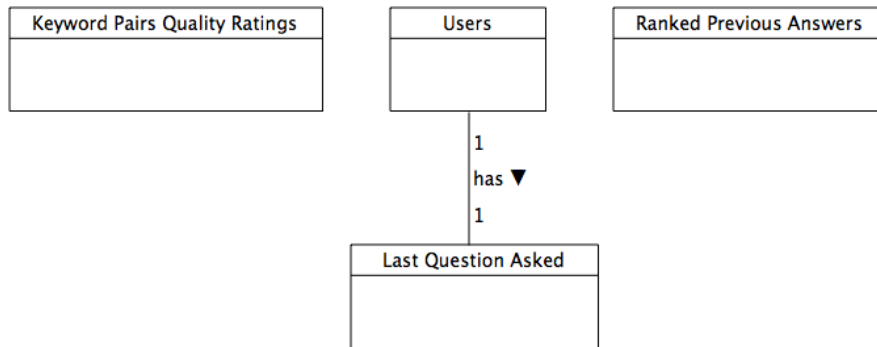 Keyword Pairs Quality Ratings
Users
Ranked Previous Answers
1
has ▼
1
Last Question Asked